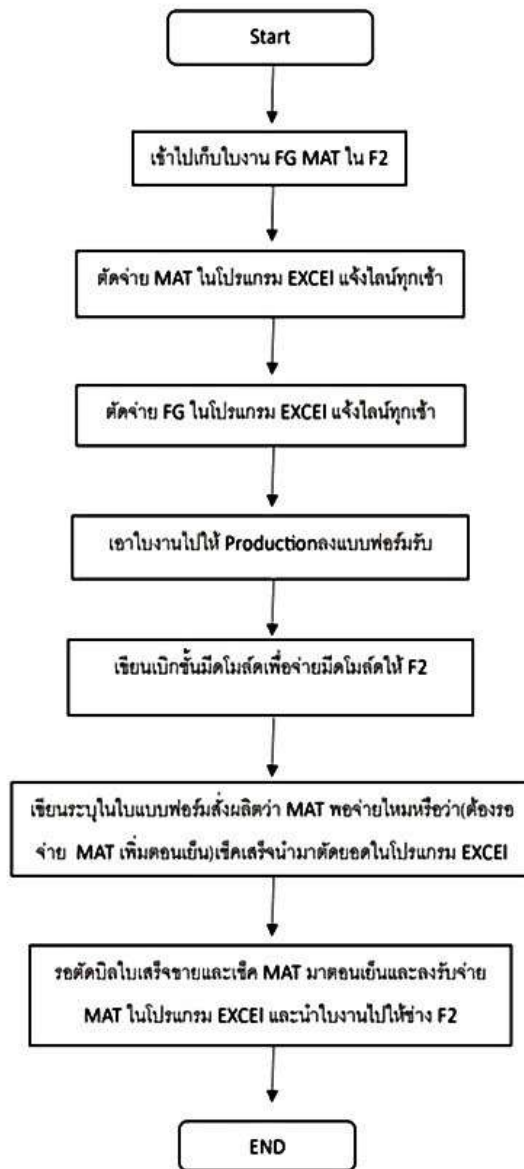 Start
เข้าไปเก็บใบงาน FG MAT ใน F2
ตัดจ่าย MAT ในโปรแกรม EXCEl แจ้งไลน์ทุกเช้า
ตัดจ่าย FG ในโปรแกรม EXCEl แจ้งไลน์ทุกเช้า
เอาใบงานไปให้ Productionลงแบบฟอร์มรับ
เขียนเบิกชั้นมีดโมล์ดเพื่อจ่ายมีดโมล์ดให้ F2
เขียนระบุในใบแบบฟอร์มสั่งผลิตว่า MAT พอจ่ายไหมหรือว่า(ต้องรอ
จ่าย MAT เพิ่มตอนเย็น)เช็คเสร็จนำมาตัดยอดในโปรแกรม EXCEl
รอตัดบิลใบเสร็จขายและเช็ค MAT มาตอนเย็นและลงรับจ่าย
MAT ในโปรแกรม EXCEl และนำใบงานไปให้ช่าง F2
END